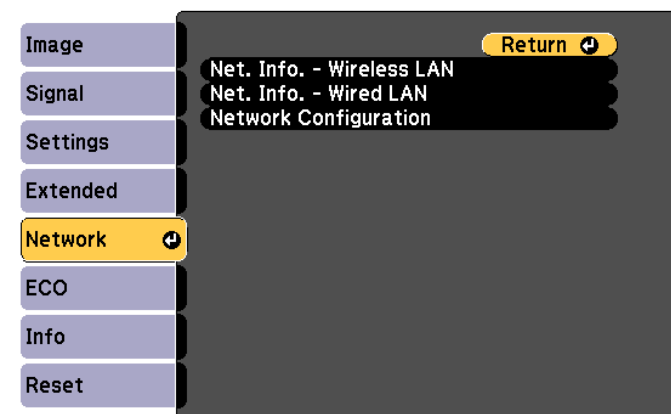 Image
Signal
Settings
Extended
Network
ECO
Info
Reset
Return
Net. Info. - Wireless LAN
Net. Info. - Wired LAN
Network Configuration